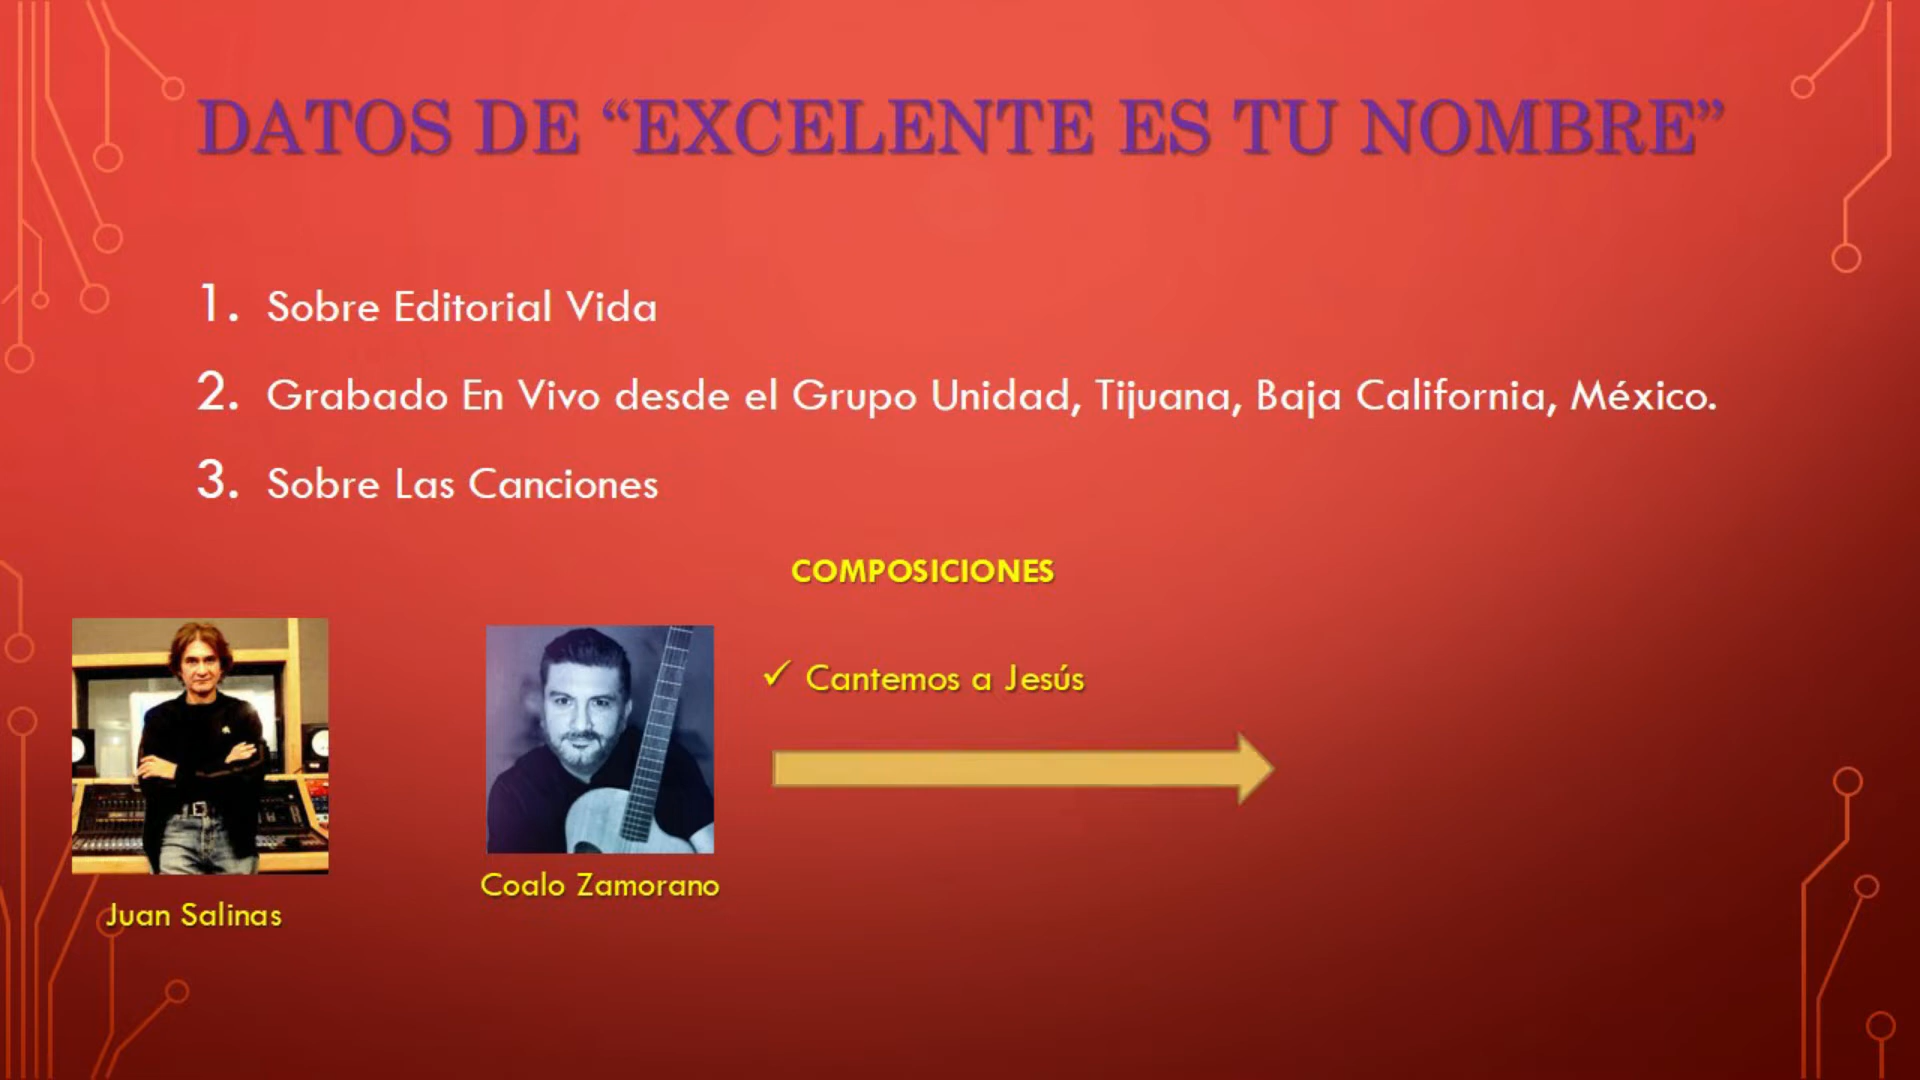 DATOS DE “EXCELENTE ES TU NOMBRE”
1. Sobre Editorial Vida
2. Grabado En Vivo desde el Grupo Unidad, Tijuana, Baja California, México.
3. Sobre Las Canciones
COMPOSICIONES
✓ Cantemos a Jesús
Coalo Zamorano
Juan Salinas